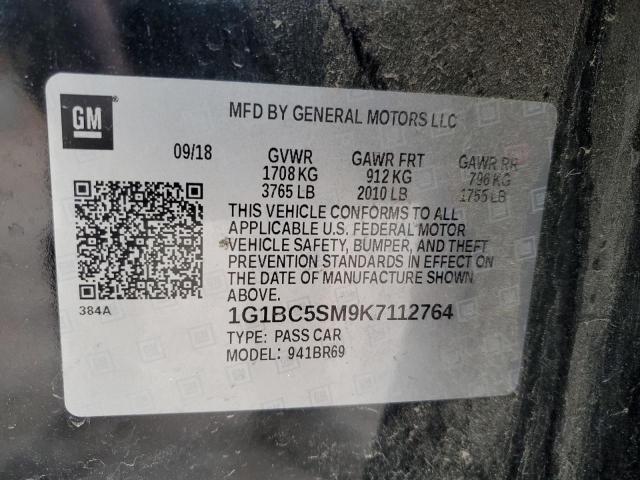 GM
MFD BY GENERAL MOTORS LLC
09/18 GVWR GAWR FRT GAWR RR
1708 KG 912 KG 796 KG
3765 LB 2010 LB 1755 LB
THIS VEHICLE CONFORMS TO ALL
APPLICABLE U.S. FEDERAL MOTOR
VEHICLE SAFETY, BUMPER, AND THEFT
PREVENTION STANDARDS IN EFFECT ON
THE DATE OF MANUFACTURE SHOWN
ABOVE.
384A
1G1BC5SM9K7112764
TYPE: PASS CAR
MODEL: 941BR69